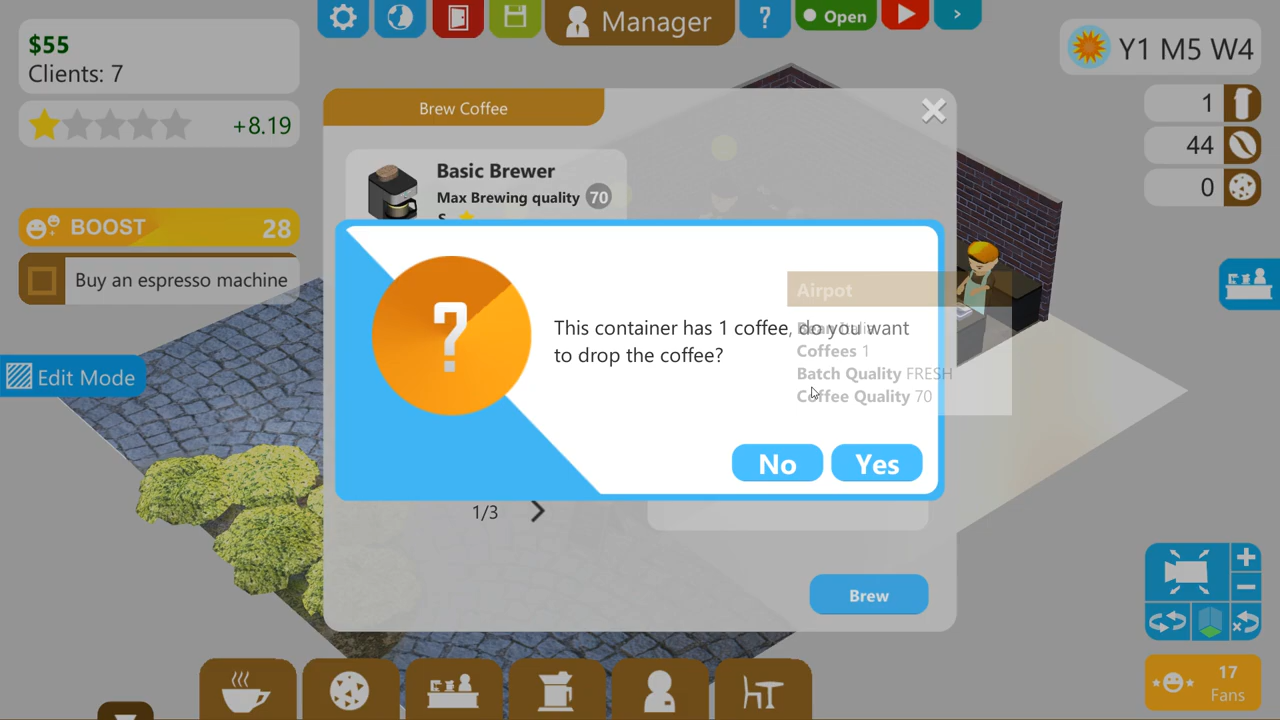 $55
Clients: 7
+8.19
BOOST
28
Buy an espresso machine
Edit Mode
Manager
?
Open
Y1 M5 W4
1
44
0
Brew Coffee
Basic Brewer
Max Brewing quality 70
?
This container has 1 coffee, do you want
to drop the coffee?
Airpot
Coffees 1
Batch Quality FRESH
Coffee Quality 70
No
Yes
1/3
Brew
17
Fans